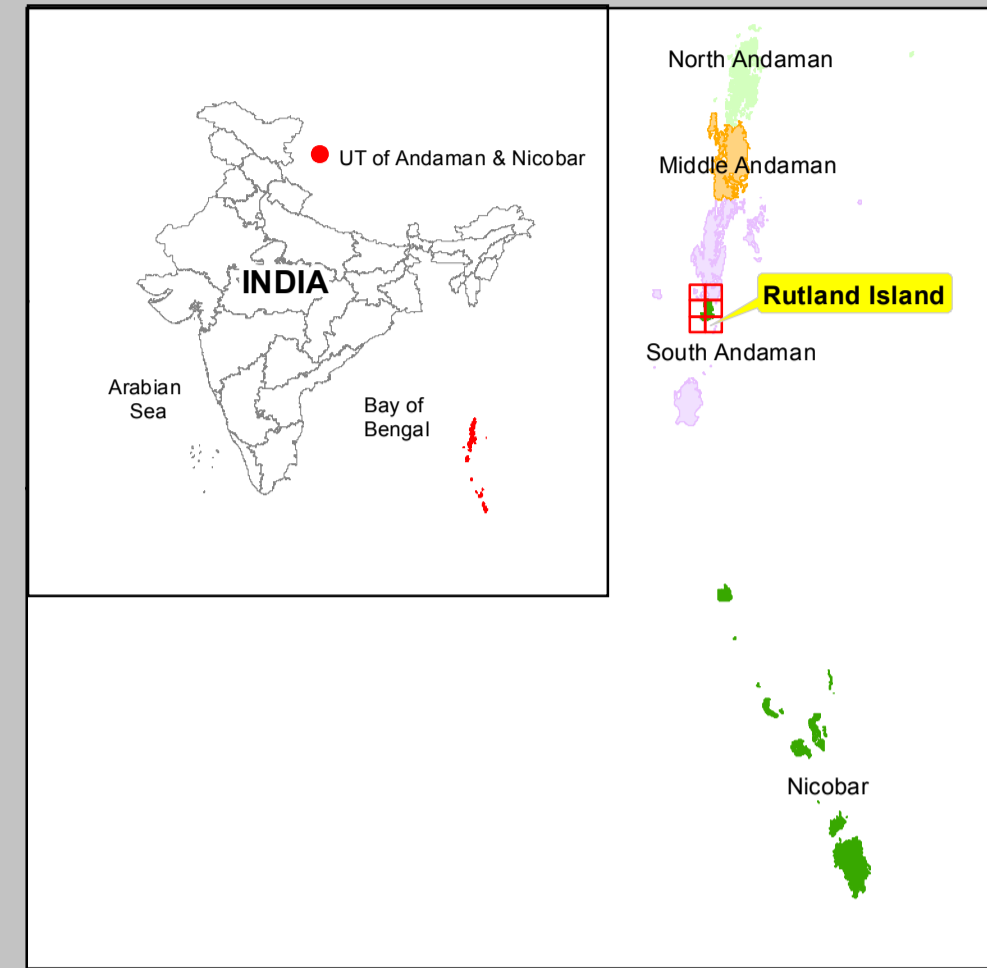 North Andaman
UT of Andaman & Nicobar
Middle Andaman
INDIA
Rutland Island
South Andaman
Arabian
Sea
Bay of
Bengal
Nicobar